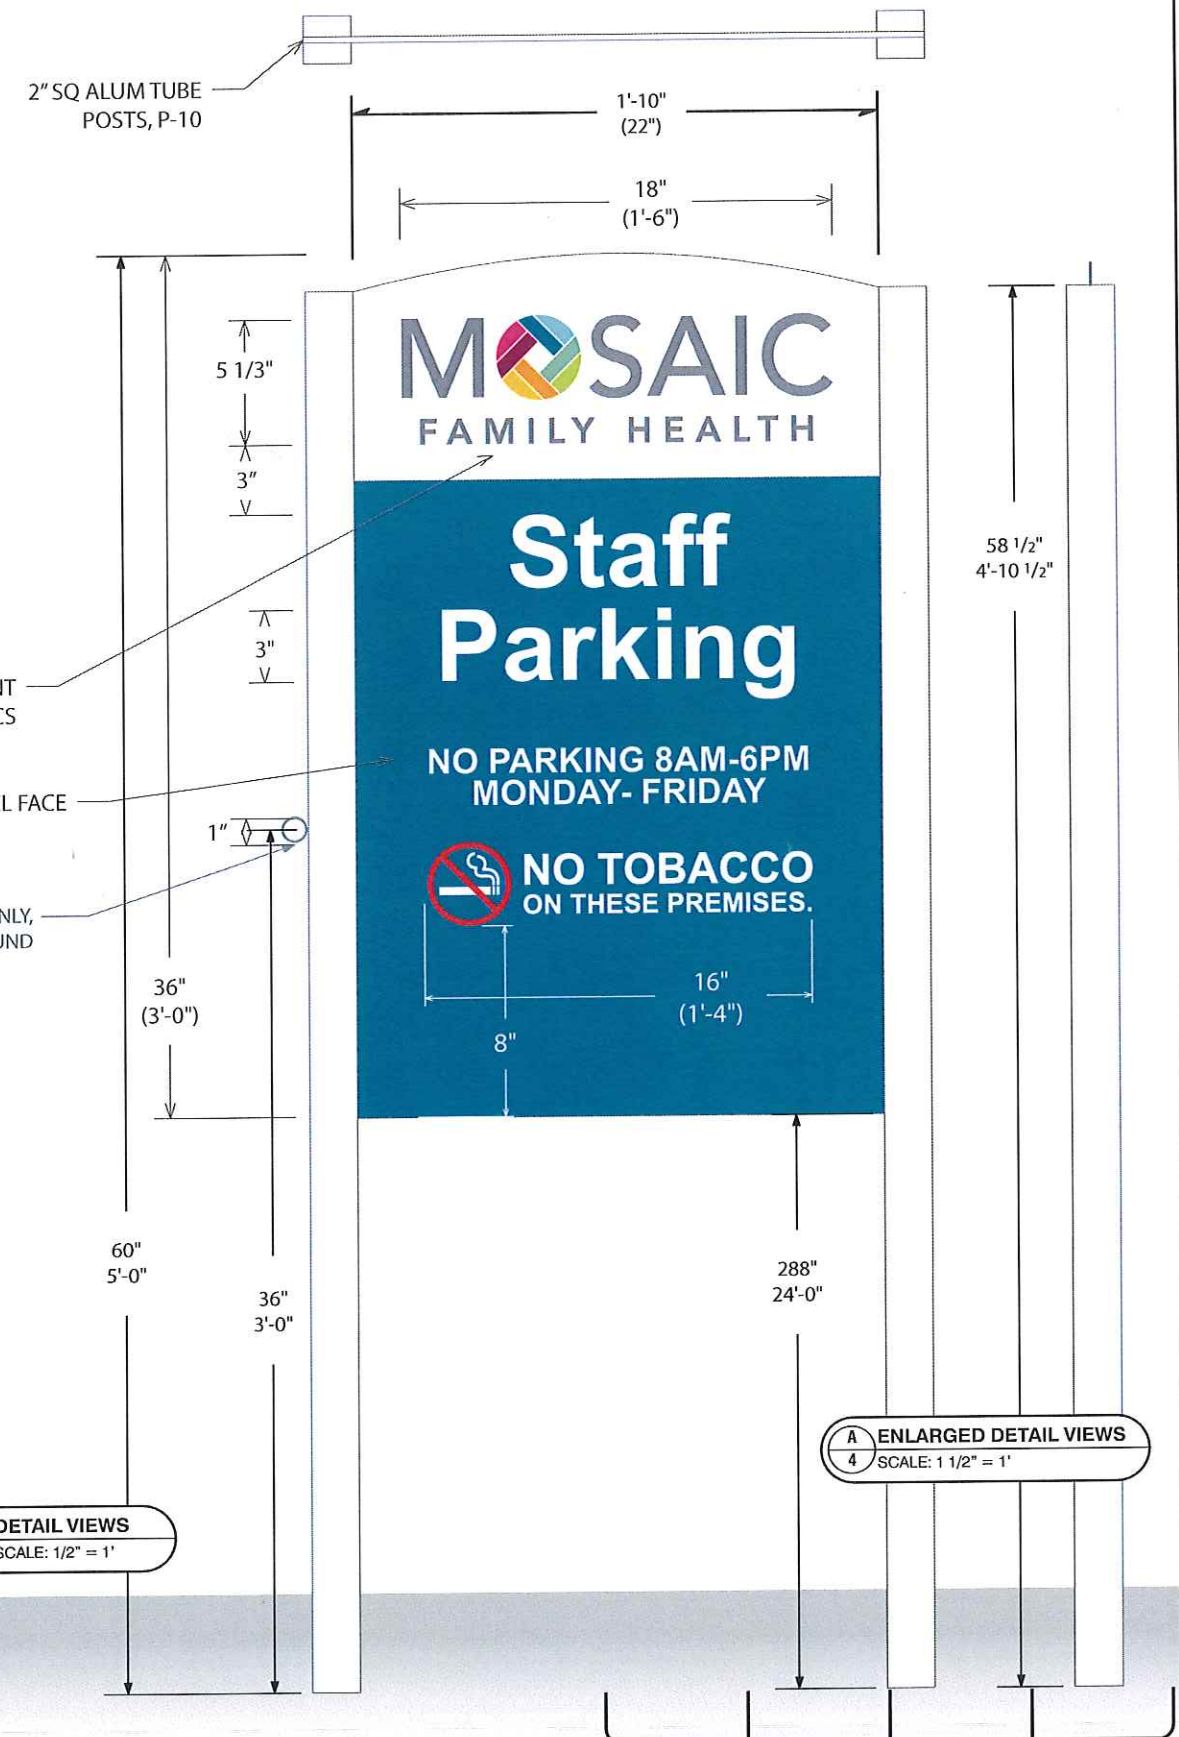 2" SQ ALUM TUBE
POSTS, P-10
1'-10"
(22")
18"
(1'-6")
5 1/3"
3"
MOSAIC
FAMILY HEALTH
Staff
Parking
3"
58 1/2"
4'-10 1/2"
NO PARKING 8AM-6PM
MONDAY- FRIDAY
FACE
1"
NO TOBACCO
ON THESE PREMISES.
36"
(3'-0")
16"
(1'-4")
8"
60"
5'-0"
36"
3'-0"
288"
24'-0"
A ENLARGED DETAIL VIEWS
4 SCALE: 1 1/2" = 1'
DETAIL VIEWS
SCALE: 1/2" = 1'